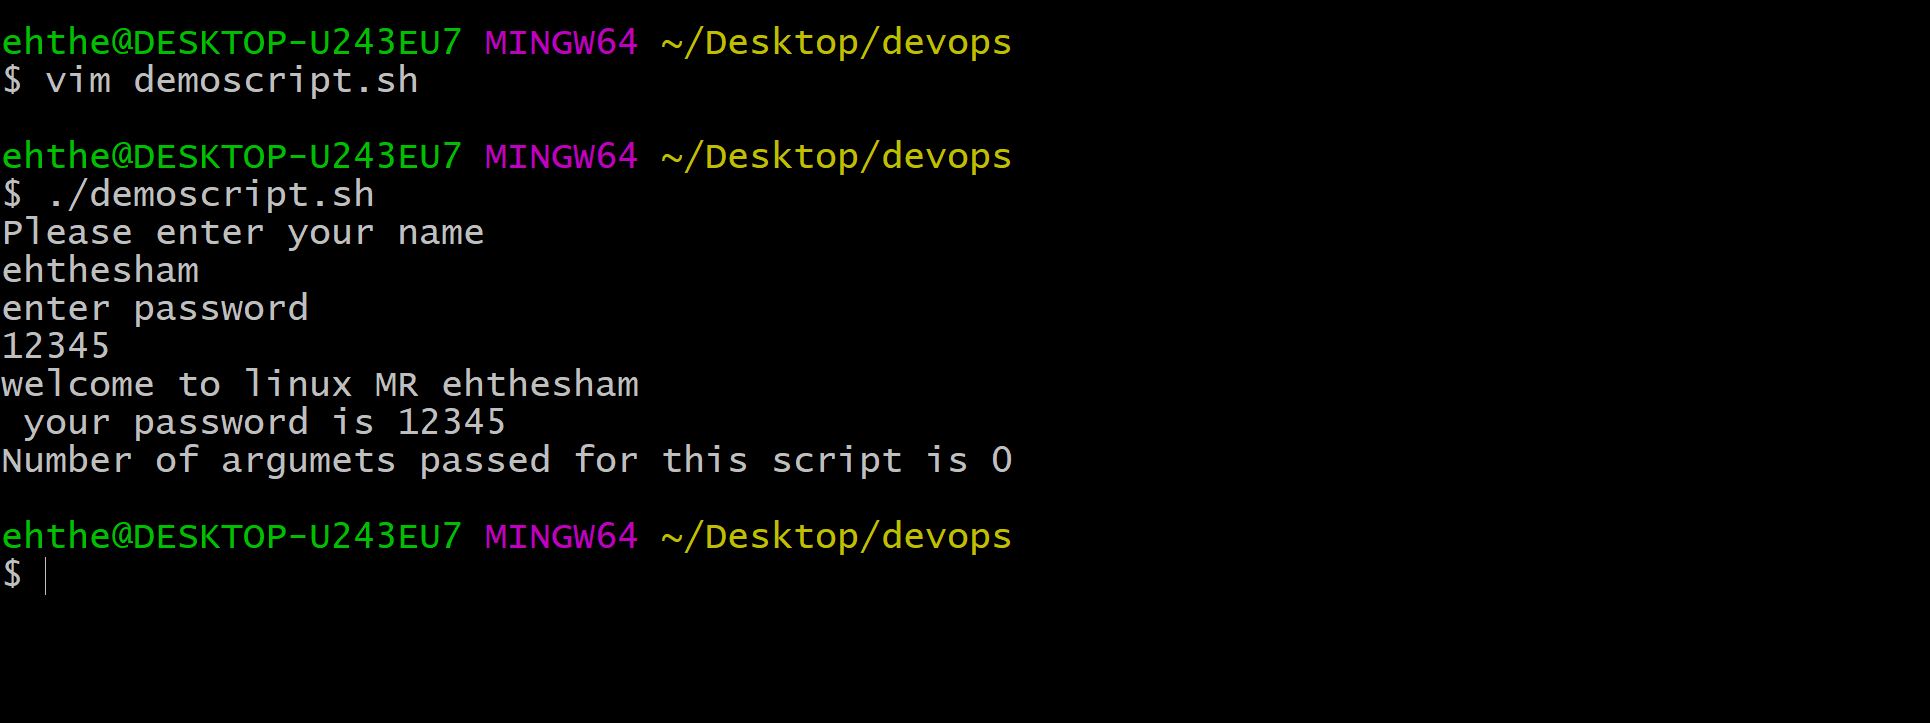 ehthe@DESKTOP-U243EU7 MINGW64 ~/Desktop/devops
$ vim demoscript.sh
ehthe@DESKTOP-U243EU7 MINGW64 ~/Desktop/devops
$ ./demoscript.sh
Please enter your name
ehthesham
enter password
12345
welcome to linux MR ehthesham
 your password is 12345
Number of argumets passed for this script is 0
ehthe@DESKTOP-U243EU7 MINGW64 ~/Desktop/devops
$